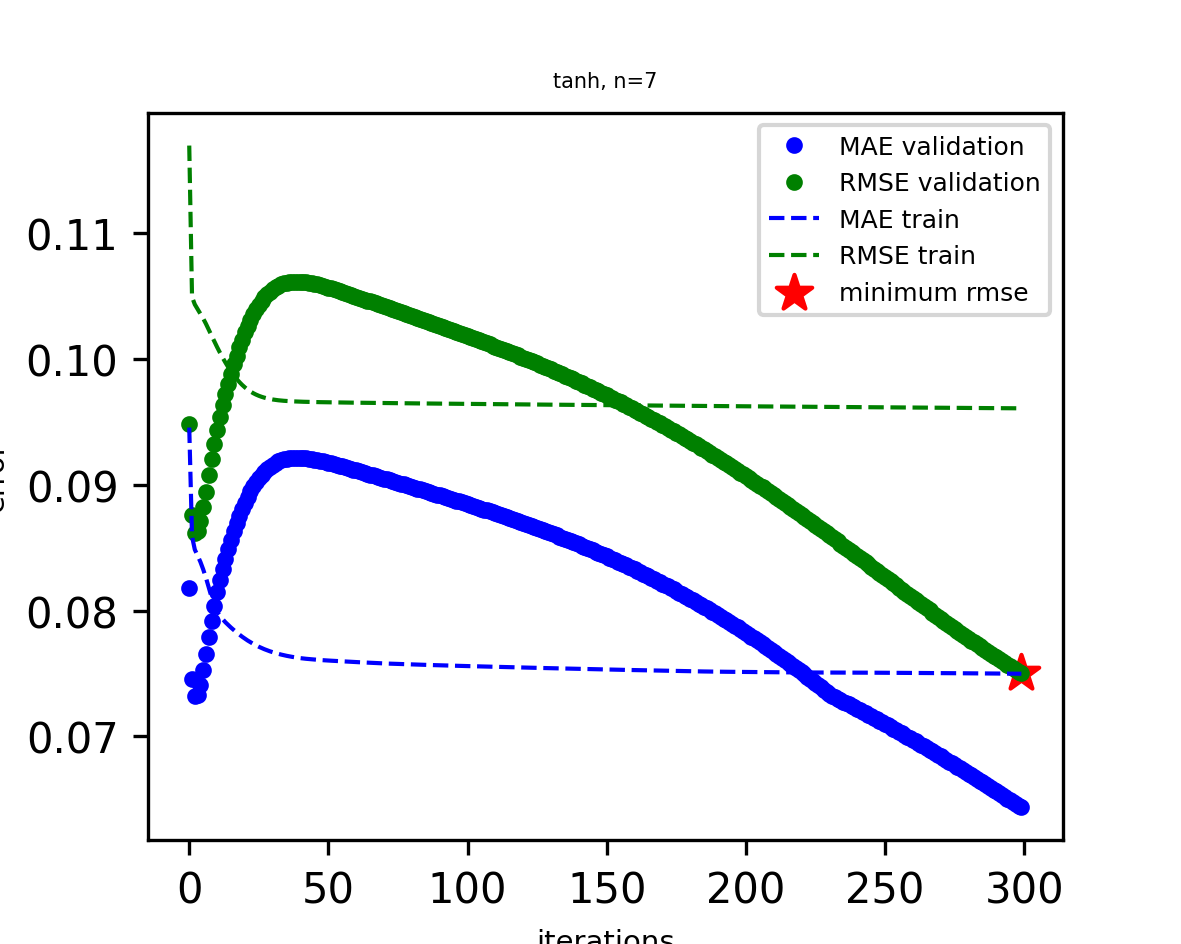 tanh, n=7
MAE validation
RMSE validation
MAE train
RMSE train
minimum rmse
0.11
0.10
0.09
0.08
0.07
0 50 100 150 200 250 300
iterations